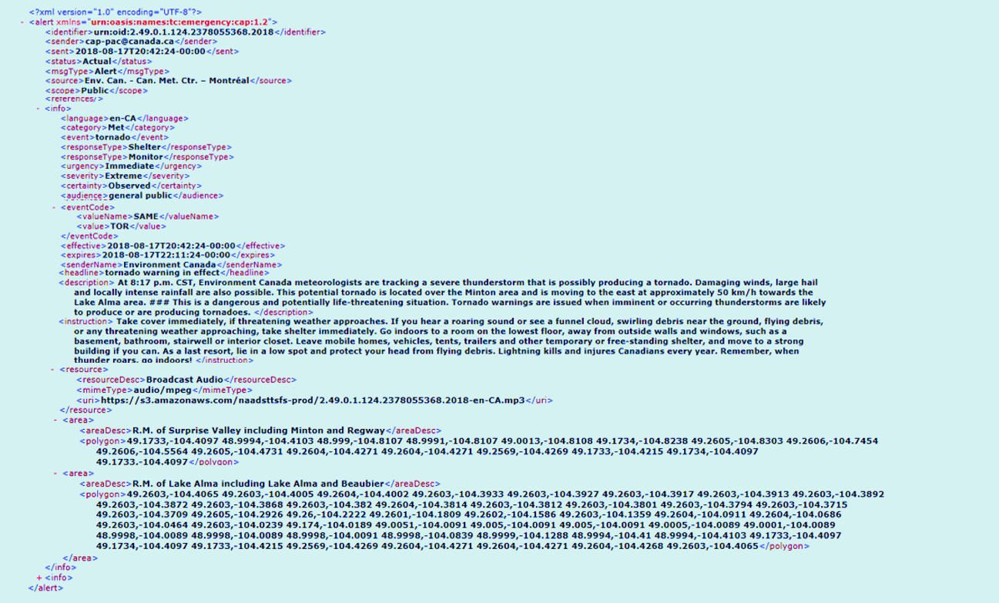 <?xml version="1.0" encoding="UTF-8"?>
- <alert xmlns="urn:oasis:names:tc:emergency:cap:1.2">
<identifier>urn:oid:2.49.0.1.124.2378055368.2018</identifier>
<sender>cap-pac@canada.ca</sender>
<sent>2018-08-17T20:42:24-00:00</sent>
<status>Actual</status>
<msgType>Alert</msgType>
<source>Env. Can. - Can. Met. Ctr. – Montréal</source>
<scope>Public</scope>
<references/>
- <info>
<language>en-CA</language>
<category>Met</category>
<event>tornado</event>
<responseType>Shelter</responseType>
<responseType>Monitor</responseType>
<urgency>Immediate</urgency>
<severity>Extreme</severity>
<certainty>Observed</certainty>
<audience>general public</audience>
- <eventCode>
<valueName>SAME</valueName>
<value>TOR</value>
</eventCode>
<effective>2018-08-17T20:42:24-00:00</effective>
<expires>2018-08-17T22:11:24-00:00</expires>
<senderName>Environment Canada</senderName>
<headline>tornado warning in effect</headline>
<description> At 8:17 p.m. CST, Environment Canada meteorologists are tracking a severe thunderstorm that is possibly producing a tornado. Damaging winds, large hail
and locally intense rainfall are also possible. This potential tornado is located over the Minton area and is moving to the east at approximately 50 km/h towards the
Lake Alma area. ### This is a dangerous and potentially life-threatening situation. Tornado warnings are issued when imminent or occurring thunderstorms are likely
to produce or are producing tornadoes. </description>
<instruction> Take cover immediately, if threatening weather approaches. If you hear a roaring sound or see a funnel cloud, swirling debris near the ground, flying debris,
or any threatening weather approaching, take shelter immediately. Go indoors to a room on the lowest floor, away from outside walls and windows, such as a
basement, bathroom, stairwell or interior closet. Leave mobile homes, vehicles, tents, trailers and other temporary or free-standing shelter, and move to a strong
building if you can. As a last resort, lie in a low spot and protect your head from flying debris. Lightning kills and injures Canadians every year. Remember, when
thunder roars, go indoors! </instruction>
- <resource>
<resourceDesc>Broadcast Audio</resourceDesc>
<mimeType>audio/mpeg</mimeType>
<uri>https://s3.amazonaws.com/naadsttsfs-prod/2.49.0.1.124.2378055368.2018-en-CA.mp3</uri>
</resource>
- <area>
<areaDesc>R.M. of Surprise Valley including Minton and Regway</areaDesc>
<polygon>49.1733,-104.4097 48.9994,-104.4103 48.999,-104.8107 48.9991,-104.8107 49.0013,-104.8108 49.1734,-104.8238 49.2605,-104.8303 49.2606,-104.7454
49.2606,-104.5564 49.2605,-104.4731 49.2604,-104.4271 49.2604,-104.4271 49.2569,-104.4269 49.1733,-104.4215 49.1734,-104.4097
49.1733,-104.4097</polygon>
- <area>
<areaDesc>R.M. of Lake Alma including Lake Alma and Beaubier</areaDesc>
<polygon>49.2603,-104.4065 49.2603,-104.4005 49.2604,-104.4002 49.2603,-104.3933 49.2603,-104.3927 49.2603,-104.3917 49.2603,-104.3913 49.2603,-104.3892
49.2603,-104.3872 49.2603,-104.3868 49.2603,-104.382 49.2604,-104.3814 49.2603,-104.3812 49.2603,-104.3801 49.2603,-104.3794 49.2603,-104.3715
49.2603,-104.3709 49.2605,-104.2926 49.26,-104.2222 49.2601,-104.1809 49.2602,-104.1586 49.2603,-104.1359 49.2604,-104.0911 49.2604,-104.0686
49.2603,-104.0464 49.2603,-104.0239 49.174,-104.0189 49.0051,-104.0091 49.005,-104.0091 49.005,-104.0091 49.0005,-104.0089 49.0001,-104.0089
48.9998,-104.0089 48.9998,-104.0089 48.9998,-104.0091 48.9998,-104.0839 48.9999,-104.1288 48.9994,-104.41 48.9994,-104.4103 49.1733,-104.4097
49.1734,-104.4097 49.1733,-104.4215 49.2569,-104.4269 49.2604,-104.4271 49.2604,-104.4271 49.2604,-104.4268 49.2603,-104.4065</polygon>
</area>
</info>
+ <info>
</alert>